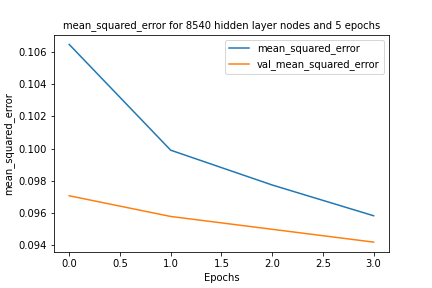 mean_squared_error for 8540 hidden layer nodes and 5 epochs
mean_squared_error
val_mean_squared_error
mean_squared_error
0.106
0.104
0.102
0.100
0.098
0.096
0.094
0.0 0.5 1.0 1.5 2.0 2.5 3.0
Epochs